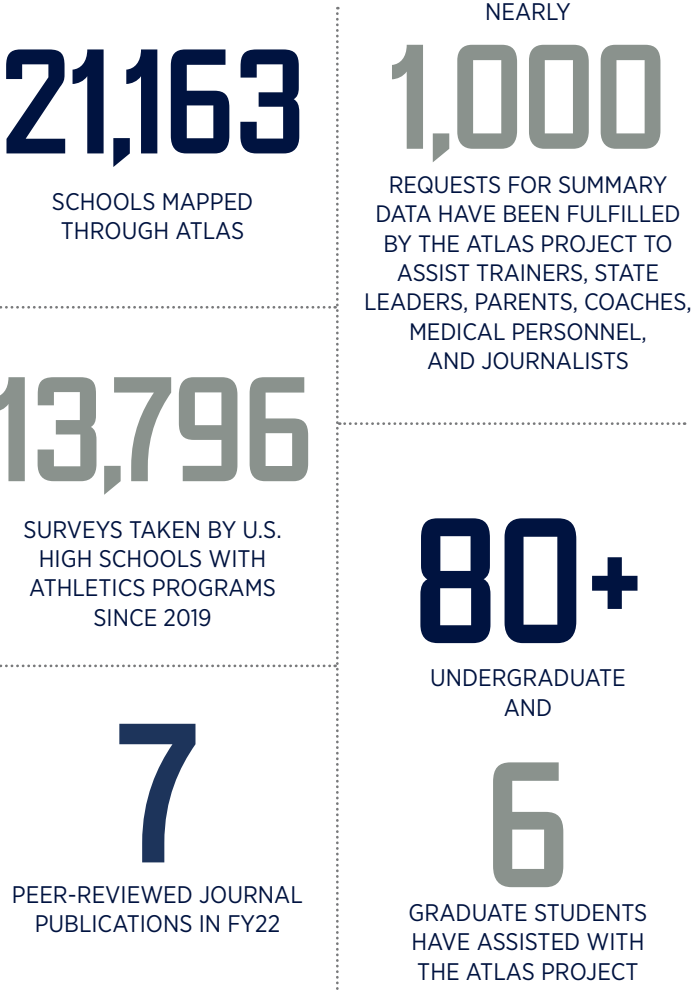 21,163
SCHOOLS MAPPED
THROUGH ATLAS
13,796
SURVEYS TAKEN BY U.S.
HIGH SCHOOLS WITH
ATHLETICS PROGRAMS
SINCE 2019
7
PEER-REVIEWED JOURNAL
PUBLICATIONS IN FY22
NEARLY
1,000
REQUESTS FOR SUMMARY
DATA HAVE BEEN FULFILLED
BY THE ATLAS PROJECT TO
ASSIST TRAINERS, STATE
LEADERS, PARENTS, COACHES,
MEDICAL PERSONNEL,
AND JOURNALISTS
80+
UNDERGRADUATE
AND
6
GRADUATE STUDENTS
HAVE ASSISTED WITH
THE ATLAS PROJECT